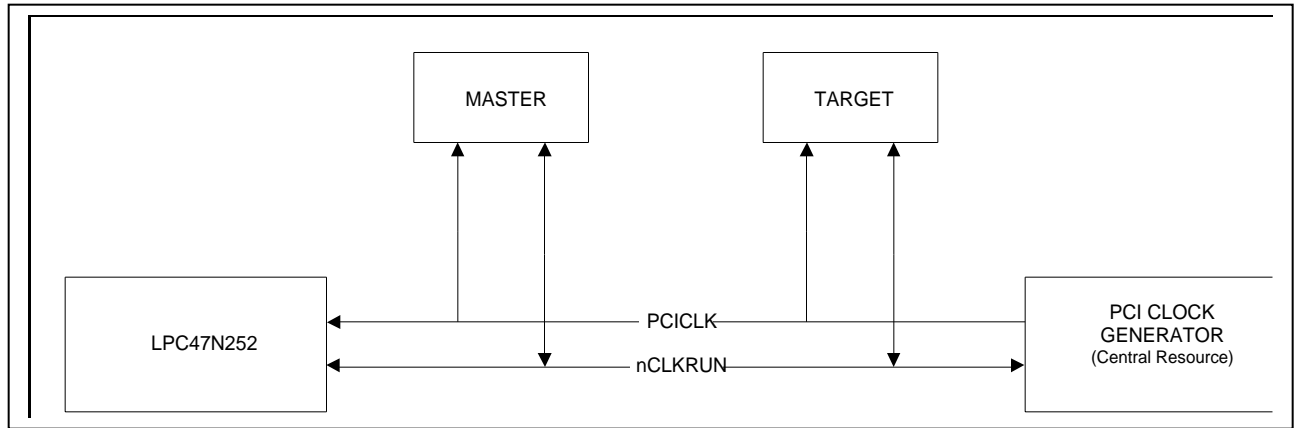 MASTER
TARGET
LPC47N252
PCICLK
nCLKRUN
PCI CLOCK
GENERATOR
(Central Resource)